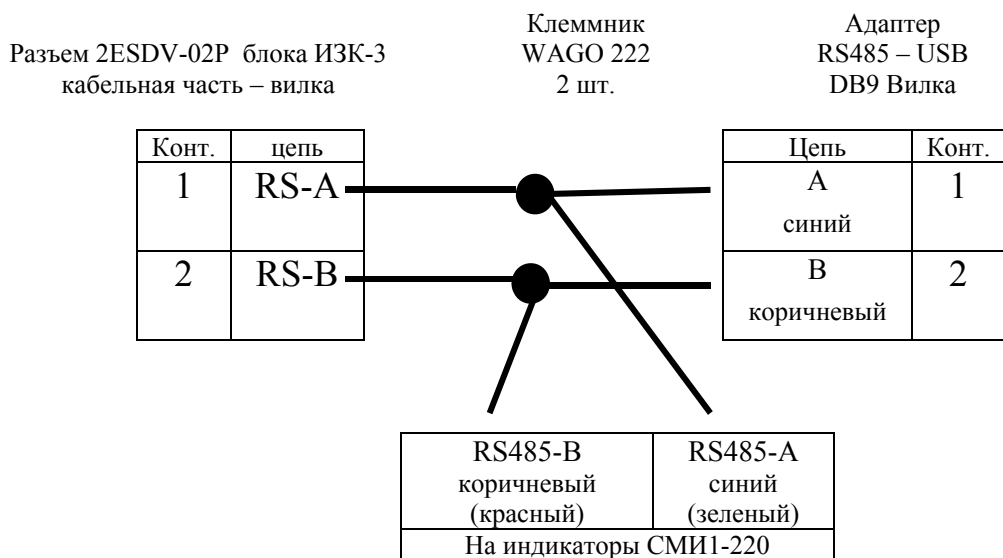 Разъем 2ESDV-02P блока ИЗК-3
кабельная часть – вилка
Клеммник
WAGO 222
2 шт.
Адаптер
RS485 – USB
DB9 Вилка
Конт. цепь
1 RS-A
2 RS-B
Цепь Конт.
А 1
синий
В 2
коричневый
RS485-B RS485-A
коричневый синий
(красный) (зеленый)
На индикаторы СМИ1-220